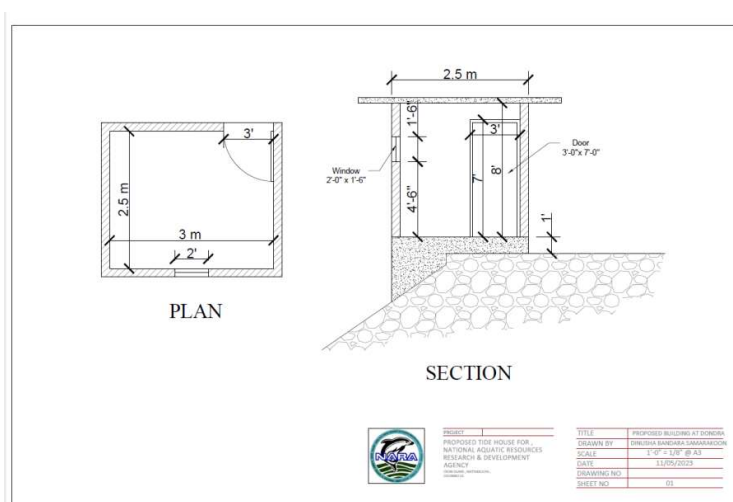 3'
2.5 m
3 m
2'
PLAN
2.5 m
1'-6"
3'
Door
3'-0"x 7'-0"
Window
2'-0" x 1'-6"
7'
8'
4'-6"
1'
SECTION
NARA
PROJECT
PROPOSED TIDE HOUSE FOR ,
NATIONAL AQUATIC RESOURCES
RESEARCH & DEVELOPMENT
AGENCY
TITLE PROPOSED BUILDING AT DONDRA
DRAWN BY DINUSHA BANDARA SAMARAKOON
SCALE 1'-0" = 1/8" @ A3
DATE 11/05/2023
DRAWING NO
SHEET NO 01